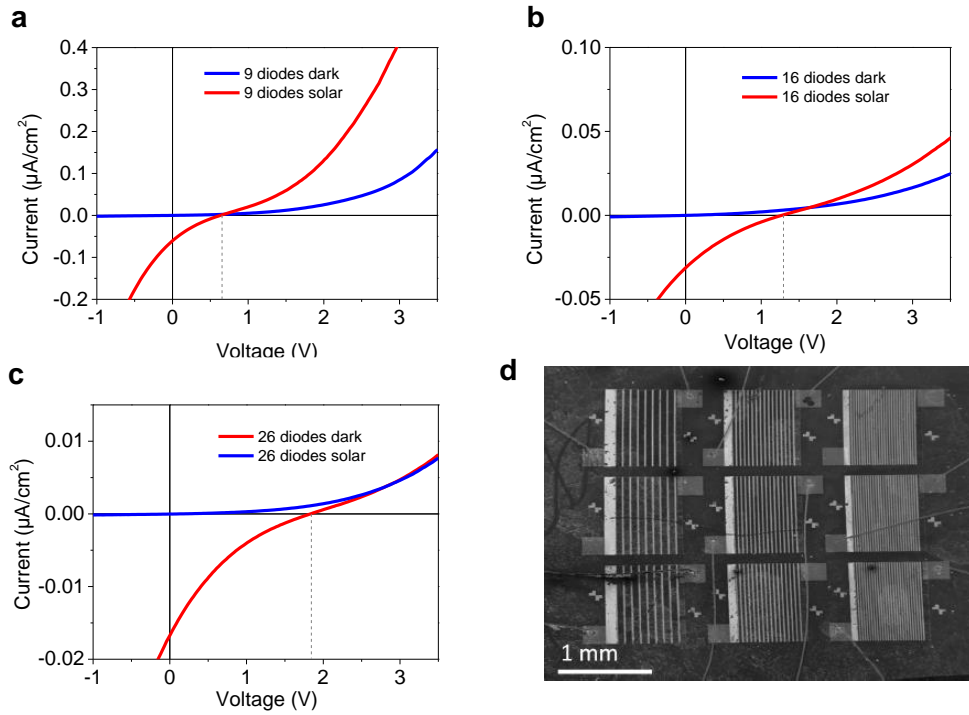 a
0.4
0.3
0.2
0.1
0.0
-0.1
-0.2
Current (µA/cm²)
9 diodes dark
9 diodes solar
-1 0 1 2 3
Voltage (V)
b
0.10
0.05
0.00
-0.05
Current (µA/cm²)
16 diodes dark
16 diodes solar
-1 0 1 2 3
Voltage (V)
c
0.01
0.00
-0.01
-0.02
Current (µA/cm²)
26 diodes dark
26 diodes solar
-1 0 1 2 3
Voltage (V)
d
1 mm